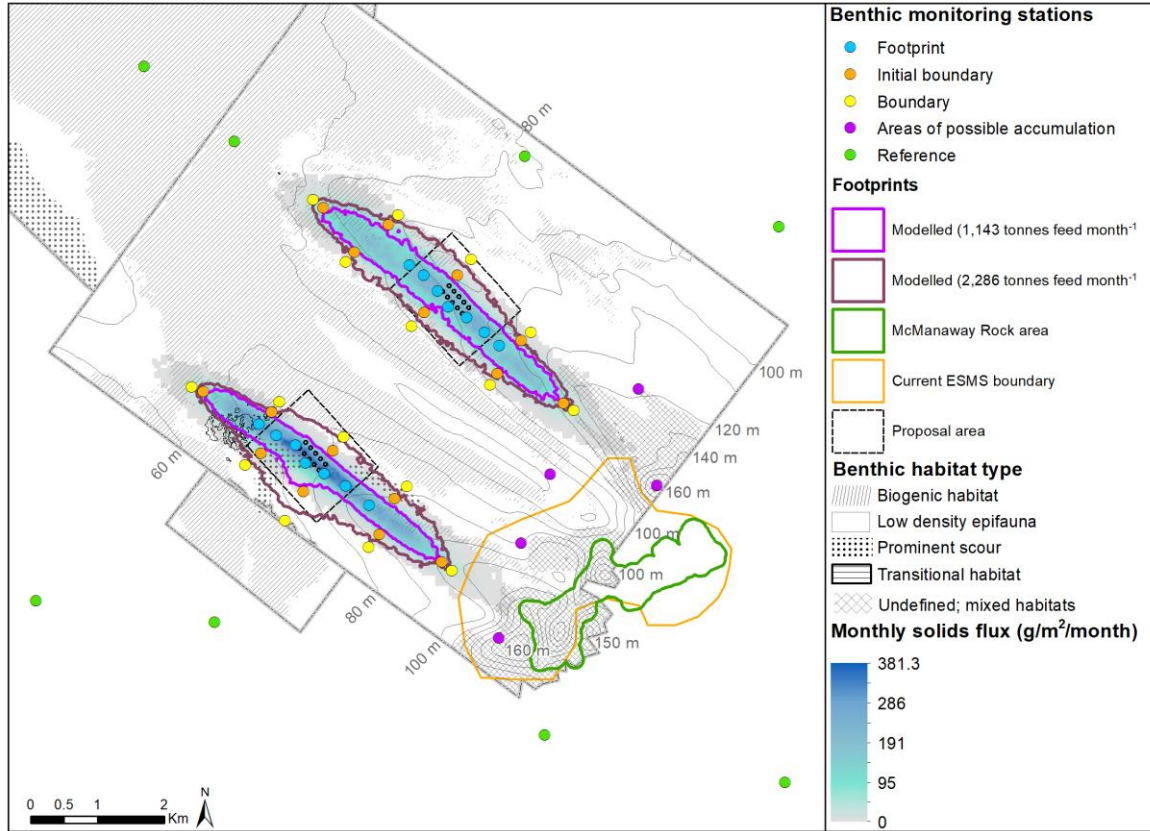 80 m
100 m
120 m
140 m
160 m
100 m
100 m
150 m
160 m
60 m
80 m
100 m
0 0.5 1 2
Km
N
Benthic monitoring stations
Footprint
Initial boundary
Boundary
Areas of possible accumulation
Reference
Footprints
Modelled (1,143 tonnes feed month⁻¹
Modelled (2,286 tonnes feed month⁻¹
McManaway Rock area
Current ESMS boundary
Proposal area
Benthic habitat type
Biogenic habitat
Low density epifauna
Prominent scour
Transitional habitat
Undefined; mixed habitats
Monthly solids flux (g/m²/month)
381.3
286
191
95
0